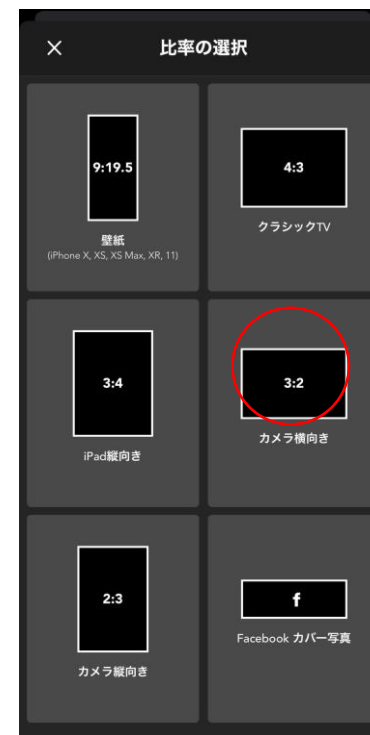 × 比率の選択
9:19.5
壁紙
(iPhone X, XS, XS Max, XR, 11)
4:3
クラシックTV
3:4
iPad縦向き
3:2
カメラ横向き
2:3
カメラ縦向き
f
Facebook カバー写真